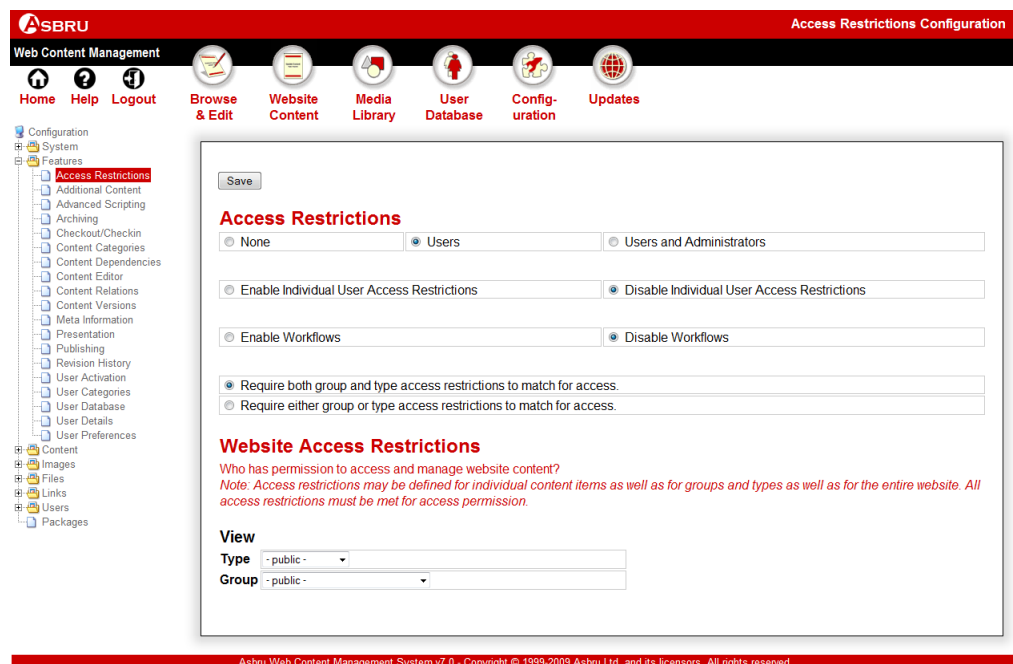 ASBRU
Access Restrictions Configuration
Web Content Management
Home Help Logout
Browse & Edit
Website Content
Media Library
User Database
Config-uration
Updates
Configuration
System
Features
Access Restrictions
Additional Content
Advanced Scripting
Archiving
Checkout/Checkin
Content Categories
Content Dependencies
Content Editor
Content Relations
Content Versions
Meta Information
Presentation
Publishing
Revision History
User Activation
User Categories
User Database
User Details
User Preferences
Content
Images
Files
Links
Users
Packages
Save
Access Restrictions
None Users Users and Administrators
Enable Individual User Access Restrictions Disable Individual User Access Restrictions
Enable Workflows Disable Workflows
Require both group and type access restrictions to match for access.
Require either group or type access restrictions to match for access.
Website Access Restrictions
Who has permission to access and manage website content?
Note: Access restrictions may be defined for individual content items as well as for groups and types as well as for the entire website. All
access restrictions must be met for access permission.
View
Type - public -
Group - public -
Asbru Web Content Management System v7.0 - Copyright © 1999-2009 Asbru Ltd. and its licensors. All rights reserved.